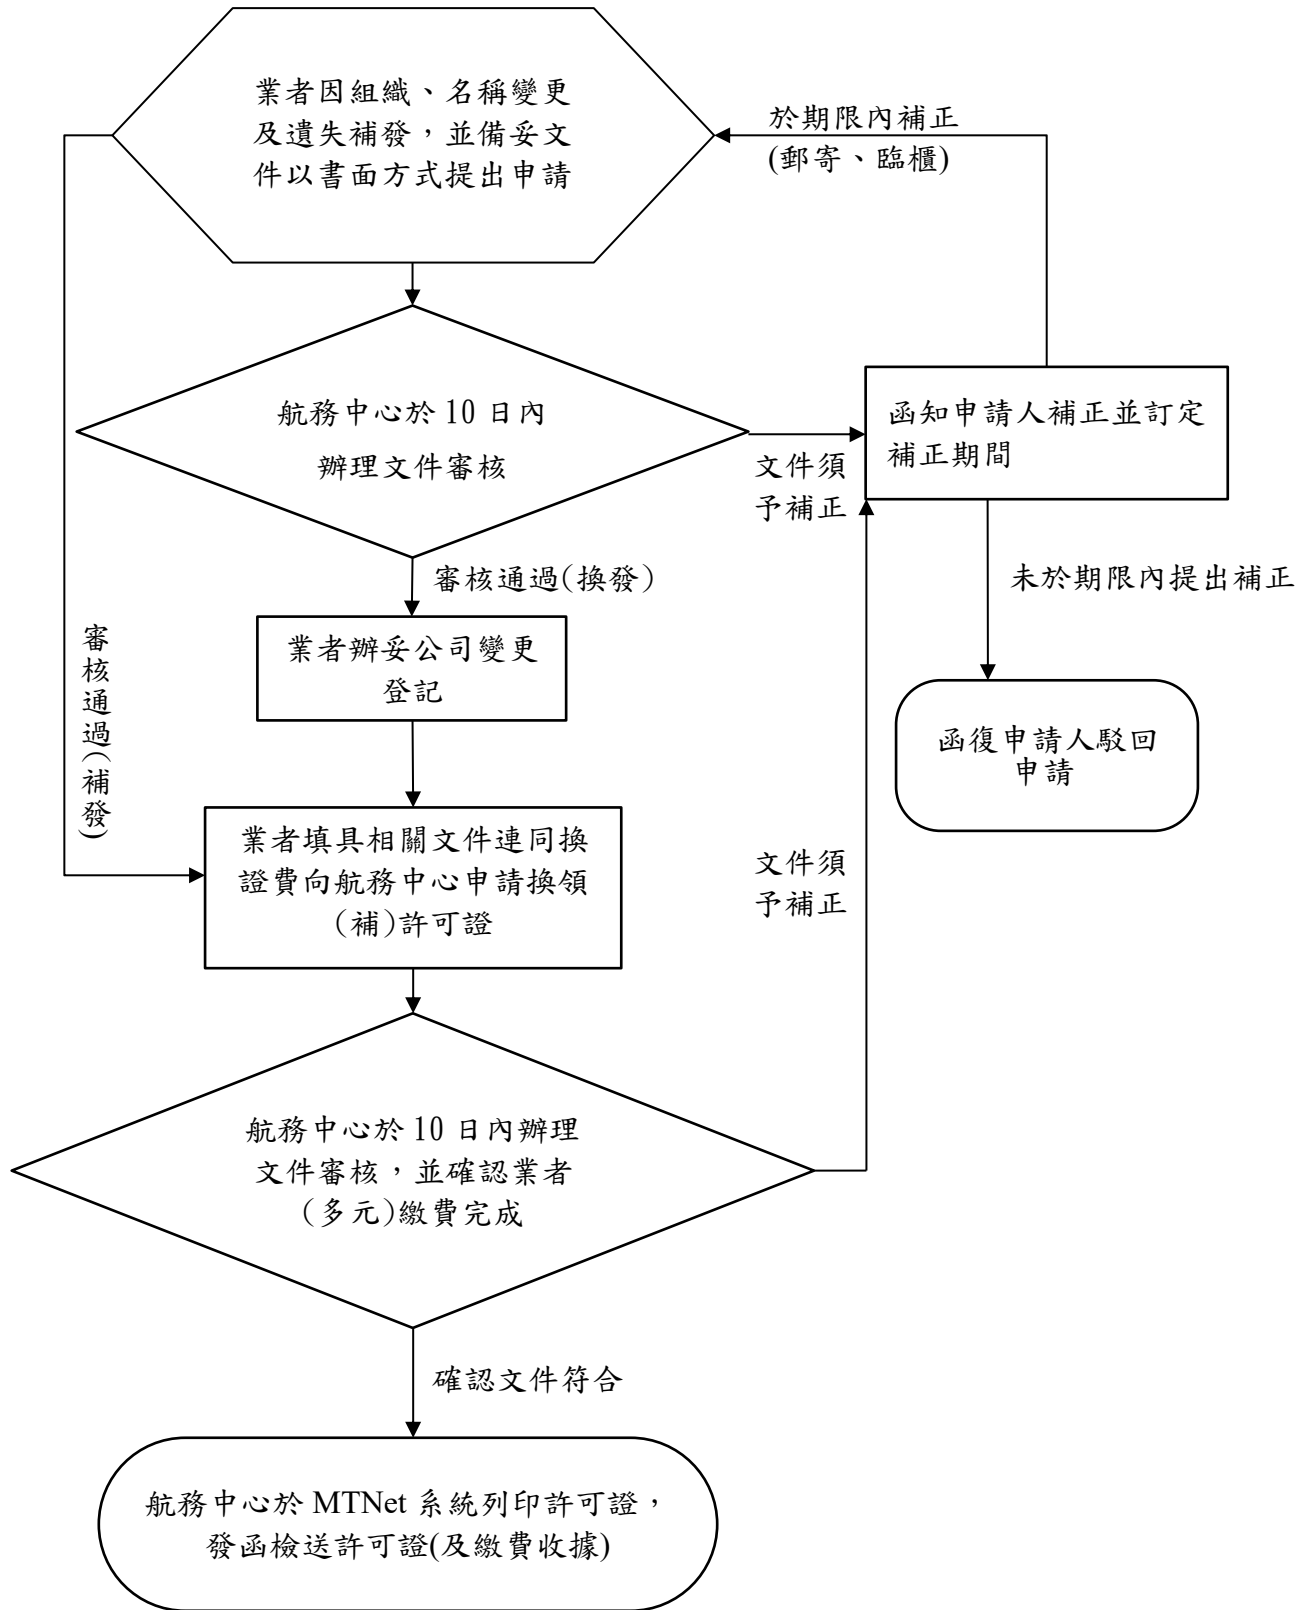 業者因組織、名稱變更
及遺失補發，並備妥文
件以書面方式提出申請
於期限內補正
(郵寄、臨櫃)
航務中心於 10 日內
辦理文件審核
文件須
予補正
函知申請人補正並訂定
補正期間
審核通過(換發)
未於期限內提出補正
審核通過(補發)
業者辦妥公司變更
登記
函復申請人駁回
申請
業者填具相關文件連同換
證費向航務中心申請換領
(補)許可證
文件須
予補正
航務中心於 10 日內辦理
文件審核，並確認業者
(多元)繳費完成
確認文件符合
航務中心於 MTNet 系統列印許可證，
發函檢送許可證(及繳費收據)